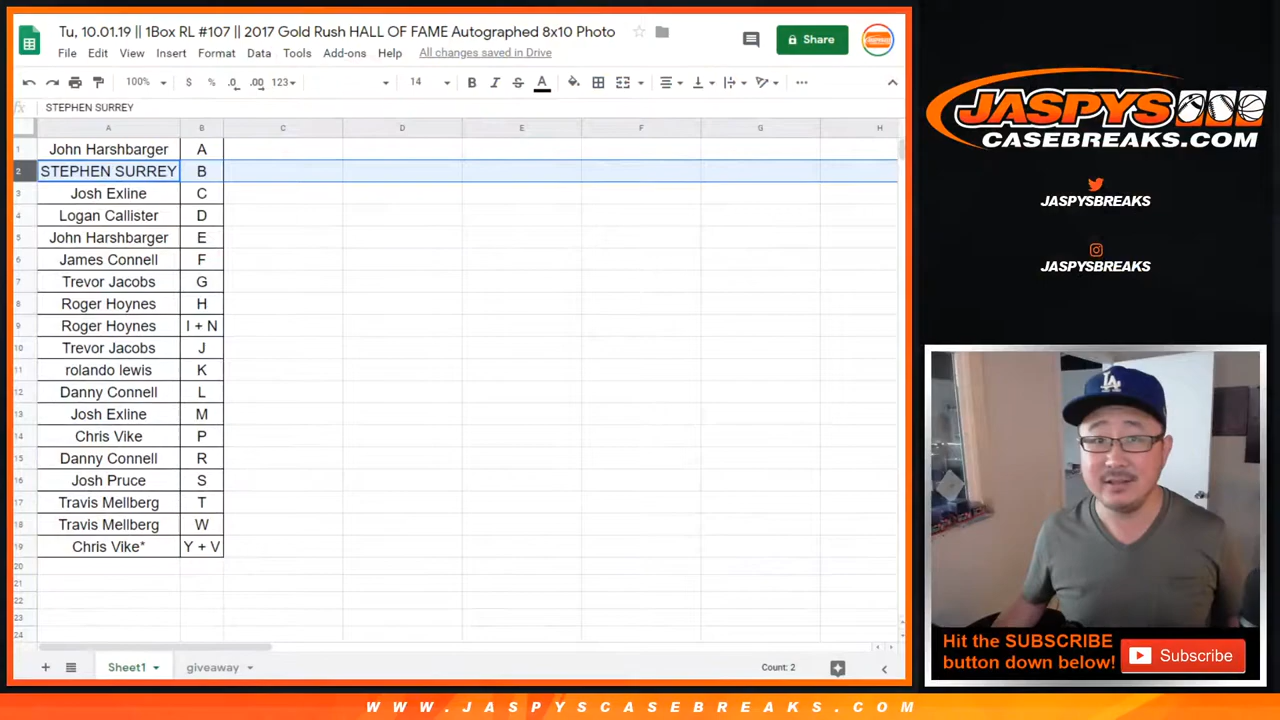 Tu, 10.01.19 || 1Box RL #107 || 2017 Gold Rush HALL OF FAME Autographed 8x10 Photo
Share
File Edit View Insert Format Data Tools Add-ons Help All changes saved in Drive
100% $ % .0 .00 123 14 B I S A
fx STEPHEN SURREY
A B C D E F G H
1 John Harshbarger A
2 STEPHEN SURREY B
3 Josh Exline C
4 Logan Callister D
5 John Harshbarger E
6 James Connell F
7 Trevor Jacobs G
8 Roger Hoynes H
9 Roger Hoynes I + N
10 Trevor Jacobs J
11 rolando lewis K
12 Danny Connell L
13 Josh Exline M
14 Chris Vike P
15 Danny Connell R
16 Josh Pruce S
17 Travis Mellberg T
18 Travis Mellberg W
19 Chris Vike* Y + V
20
21
22
23
24
Sheet1 giveaway Count: 2
JASPYS
CASEBREAKS.COM
JASPYSBREAKS
JASPYSBREAKS
LA
Hit the SUBSCRIBE
button down below!
Subscribe
WWW.JASPYSCASEBREAKS.COM